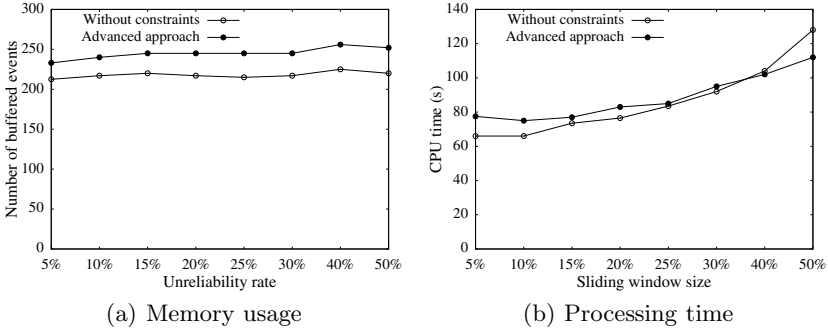 Without constraints
Advanced approach
300
250
200
150
100
50
0
Number of buffered events
5% 10% 15% 20% 25% 30% 40% 50%
Unreliability rate
(a) Memory usage
Without constraints
Advanced approach
140
120
100
80
60
40
20
0
CPU time (s)
5% 10% 15% 20% 25% 30% 40% 50%
Sliding window size
(b) Processing time